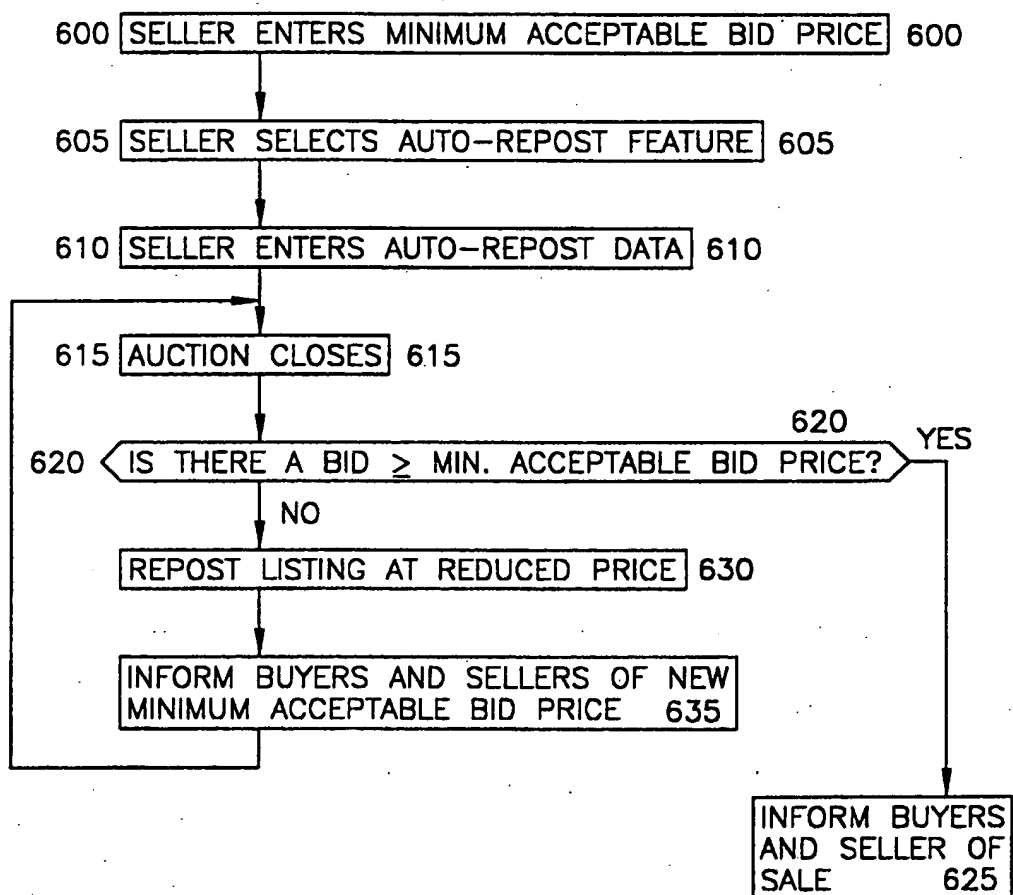 600 SELLER ENTERS MINIMUM ACCEPTABLE BID PRICE 600
605 SELLER SELECTS AUTO-REPOST FEATURE 605
610 SELLER ENTERS AUTO-REPOST DATA 610
615 AUCTION CLOSES 615
620
620 IS THERE A BID ≥ MIN. ACCEPTABLE BID PRICE? YES
NO
REPOST LISTING AT REDUCED PRICE 630
INFORM BUYERS AND SELLERS OF NEW
MINIMUM ACCEPTABLE BID PRICE 635
INFORM BUYERS
AND SELLER OF
SALE 625